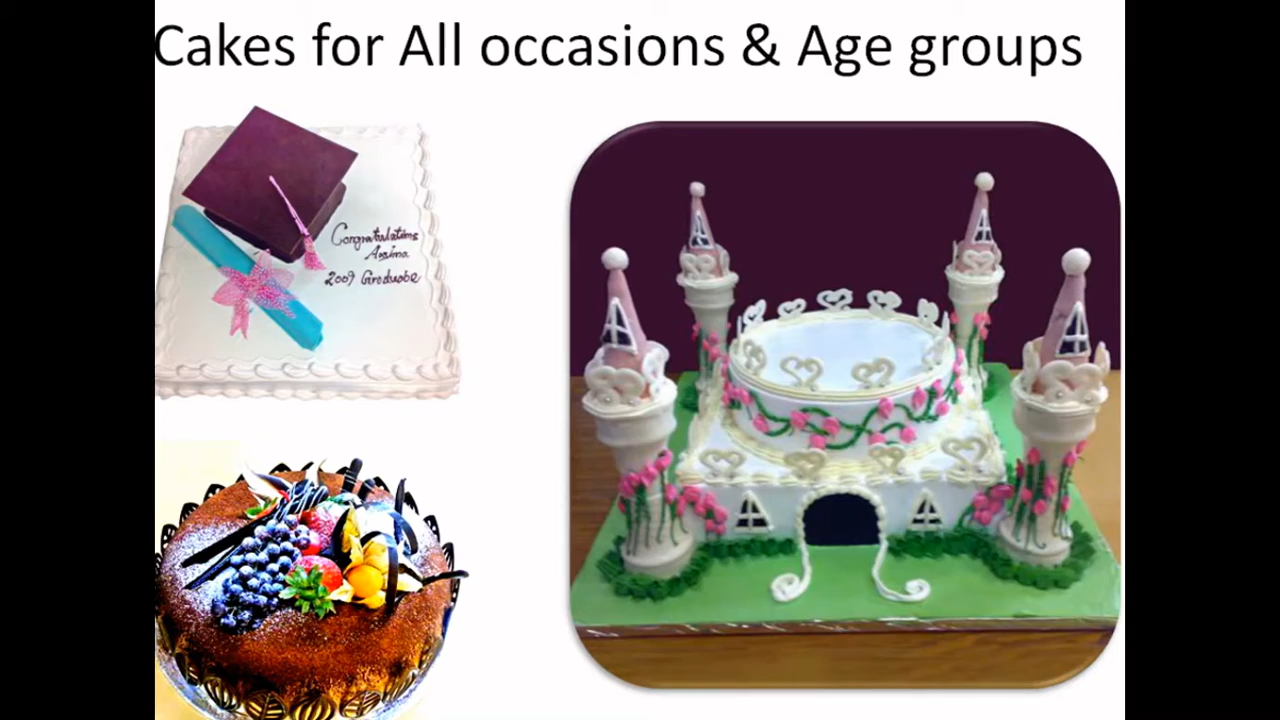 Cakes for All occasions & Age groups
Congratulations
2009 Graduate